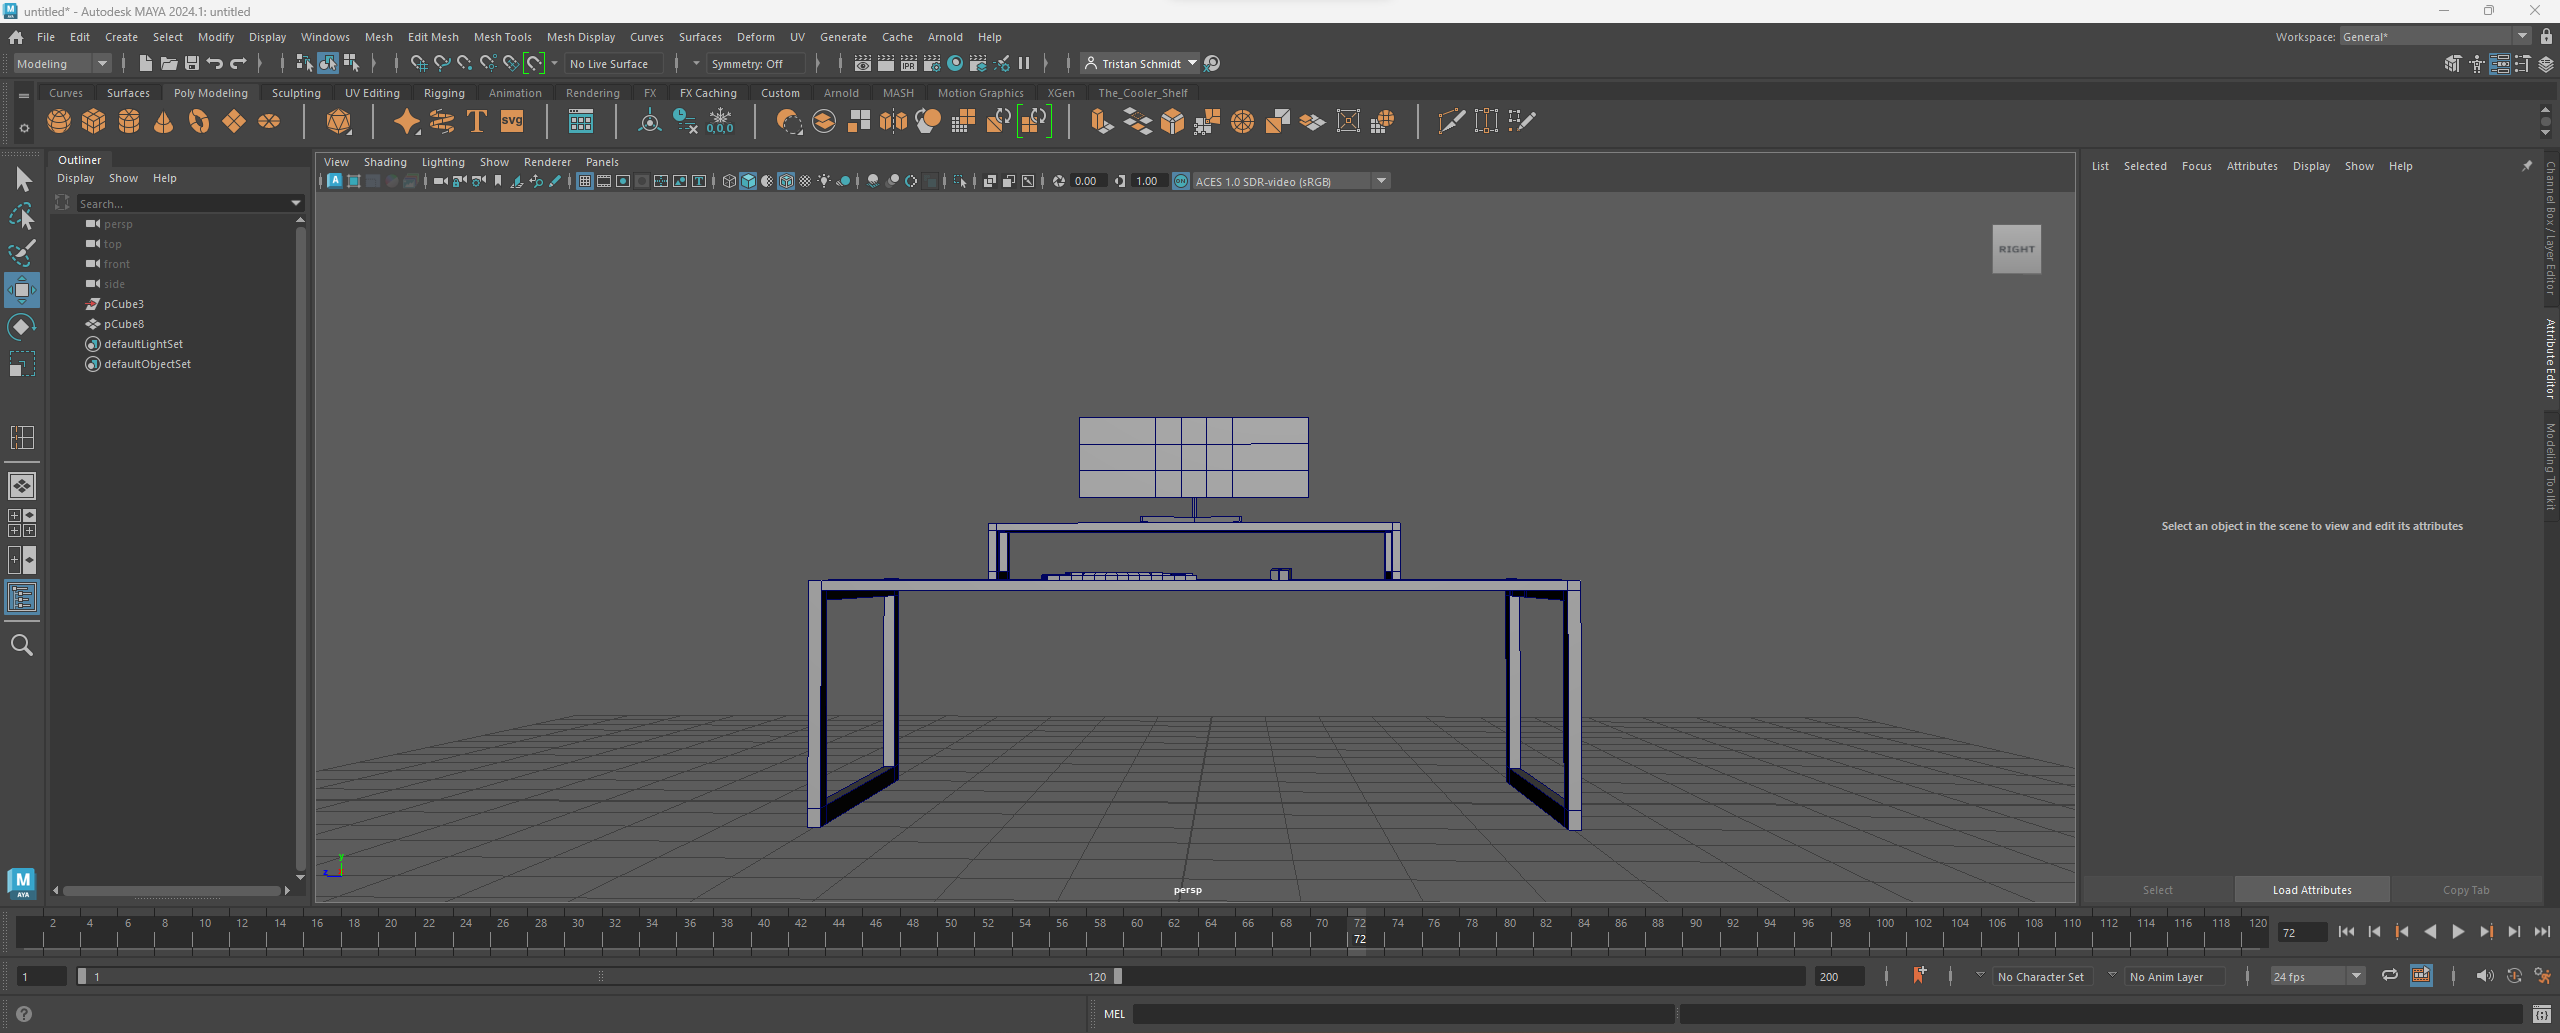 untitled* - Autodesk MAYA 2024.1: untitled
File Edit Create Select Modify Display Windows Mesh Edit Mesh Mesh Tools Mesh Display Curves Surfaces Deform UV Generate Cache Arnold Help
Workspace: General*
Modeling
No Live Surface
Symmetry: Off
IPR
Tristan Schmidt
Curves Surfaces Poly Modeling Sculpting UV Editing Rigging Animation Rendering FX FX Caching Custom Arnold MASH Motion Graphics XGen The_Cooler_Shelf
T
svg
0,0,0
Outliner
Display Show Help
Search...
persp
top
front
side
pCube3
pCube8
defaultLightSet
defaultObjectSet
View Shading Lighting Show Renderer Panels
0.00
1.00
ON
ACES 1.0 SDR-video (sRGB)
RIGHT
y
z
persp
List Selected Focus Attributes Display Show Help
Channel Box / Layer Editor
Attribute Editor
Modeling Toolkit
Select an object in the scene to view and edit its attributes
Select
Load Attributes
Copy Tab
M
AYA
2 4 6 8 10 12 14 16 18 20 22 24 26 28 30 32 34 36 38 40 42 44 46 48 50 52 54 56 58 60 62 64 66 68 70 72 74 76 78 80 82 84 86 88 90 92 94 96 98 100 102 104 106 108 110 112 114 116 118 120
72
72
1
1
120
200
No Character Set
No Anim Layer
24 fps
MEL